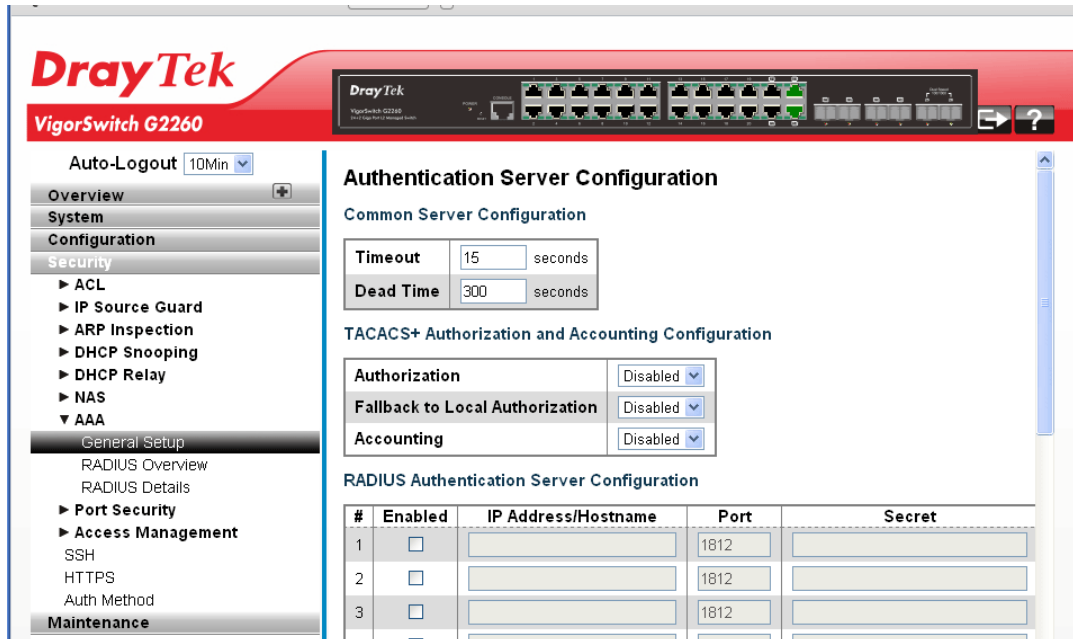 DrayTek
VigorSwitch G2260
DrayTek
VigorSwitch G2260
POWER
CONSOLE
Auto-Logout 10Min
Overview
System
Configuration
Security
ACL
IP Source Guard
ARP Inspection
DHCP Snooping
DHCP Relay
NAS
AAA
General Setup
RADIUS Overview
RADIUS Details
Port Security
Access Management
SSH
HTTPS
Auth Method
Maintenance
?
Authentication Server Configuration
Common Server Configuration
Timeout 15 seconds
Dead Time 300 seconds
TACACS+ Authorization and Accounting Configuration
Authorization Disabled
Fallback to Local Authorization Disabled
Accounting Disabled
RADIUS Authentication Server Configuration
# Enabled IP Address/Hostname Port Secret
1 1812
2 1812
3 1812